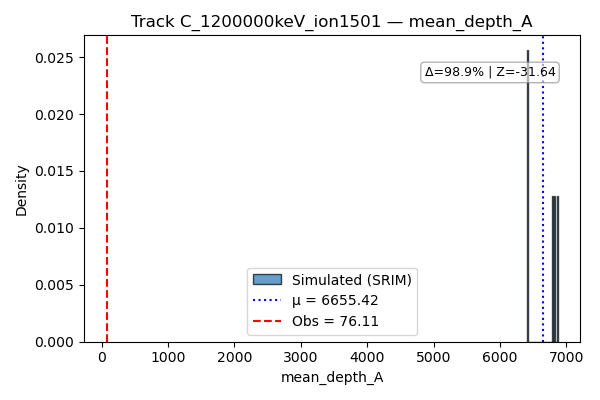 Track C_1200000keV_ion1501 — mean_depth_A
Δ=98.9% | Z=-31.64
Density
0.025
0.020
0.015
0.010
0.005
0.000
Simulated (SRIM)
μ = 6655.42
Obs = 76.11
0 1000 2000 3000 4000 5000 6000 7000
mean_depth_A